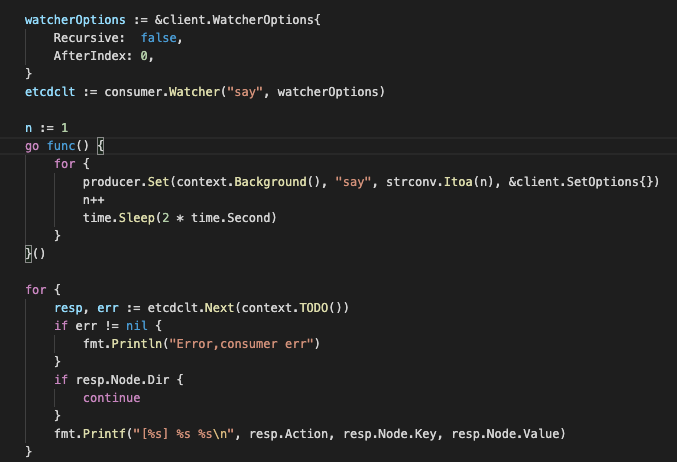 watcherOptions := &client.WatcherOptions{
    Recursive:  false,
    AfterIndex: 0,
}
etcdclt := consumer.Watcher("say", watcherOptions)

n := 1
go func() {
    for {
        producer.Set(context.Background(), "say", strconv.Itoa(n), &client.SetOptions{})
        n++
        time.Sleep(2 * time.Second)
    }
}()

for {
    resp, err := etcdclt.Next(context.TODO())
    if err != nil {
        fmt.Println("Error,consumer err")
    }
    if resp.Node.Dir {
        continue
    }
    fmt.Printf("[%s] %s %s\n", resp.Action, resp.Node.Key, resp.Node.Value)
}